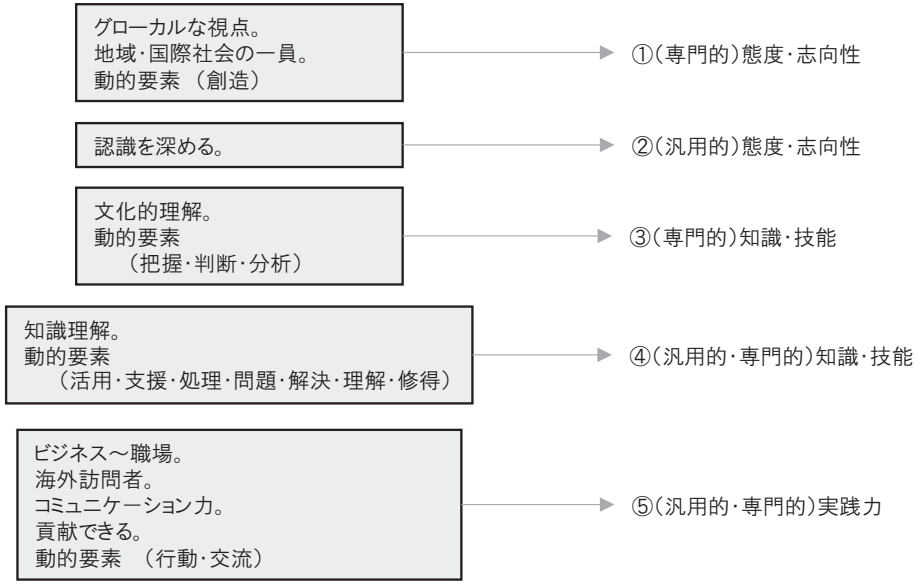 グローカルな視点。
地域・国際社会の一員。
動的要素 （創造）
①(専門的)態度・志向性
認識を深める。
②(汎用的)態度・志向性
文化的理解。
動的要素
（把握・判断・分析）
③(専門的)知識・技能
知識理解。
動的要素
（活用・支援・処理・問題・解決・理解・修得）
④(汎用的・専門的)知識・技能
ビジネス～職場。
海外訪問者。
コミュニケーション力。
貢献できる。
動的要素 （行動・交流）
⑤(汎用的・専門的)実践力